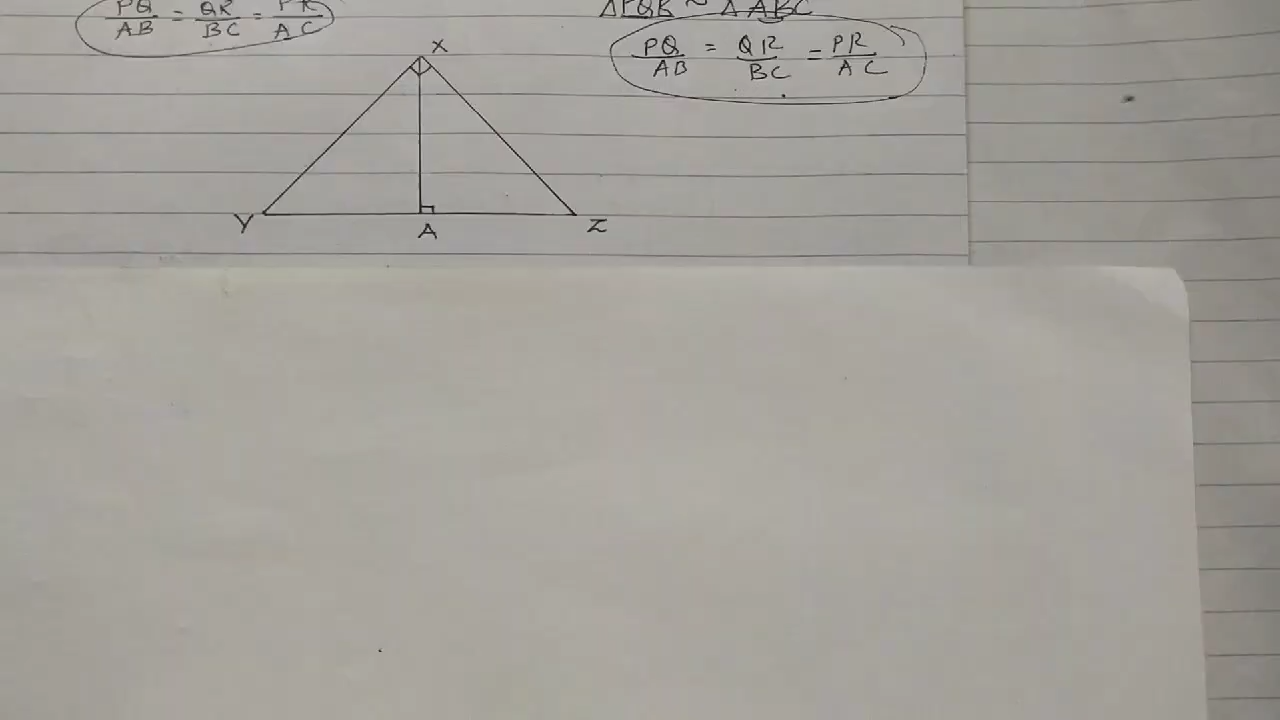 PQ/AB = QR/BC = PR/AC
ΔPQR ~ ΔABC
PQ/AB = QR/BC = PR/AC
X
Y A Z